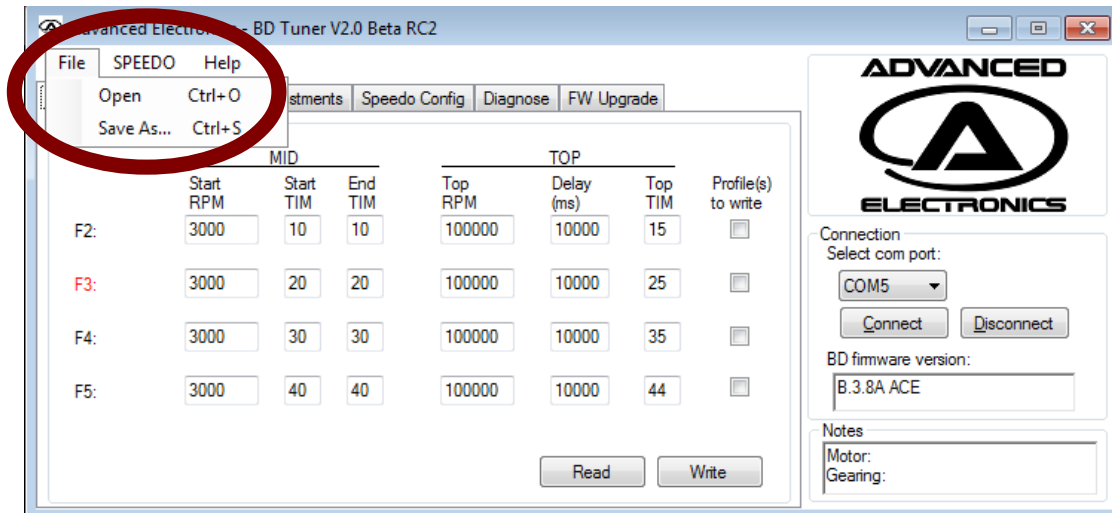 Advanced Electronics - BD Tuner V2.0 Beta RC2
File SPEEDO Help
Open Ctrl+O
Save As... Ctrl+S
stments Speedo Config Diagnose FW Upgrade
MID TOP
Start RPM Start TIM End TIM Top RPM Delay (ms) Top TIM Profile(s) to write
F2: 3000 10 10 100000 10000 15
F3: 3000 20 20 100000 10000 25
F4: 3000 30 30 100000 10000 35
F5: 3000 40 40 100000 10000 44
Read Write
ADVANCED
ELECTRONICS
Connection
Select com port:
COM5
Connect Disconnect
BD firmware version:
B.3.8A ACE
Notes
Motor:
Gearing: